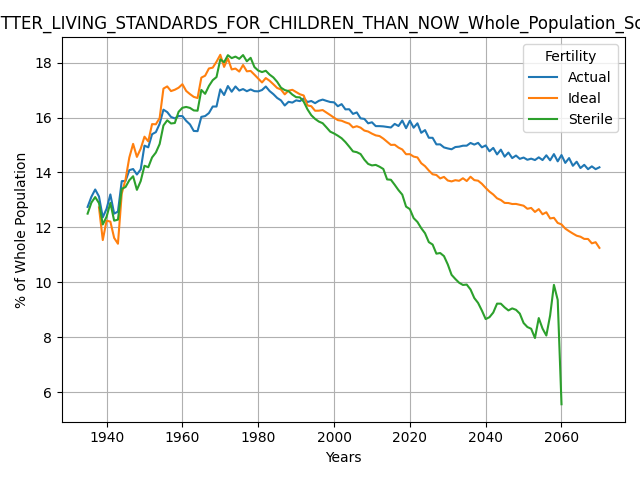 TTER_LIVING_STANDARDS_FOR_CHILDREN_THAN_NOW_Whole_Population_So
Fertility
Actual
Ideal
Sterile
% of Whole Population
18
16
14
12
10
8
6
1940
1960
1980
2000
2020
2040
2060
Years